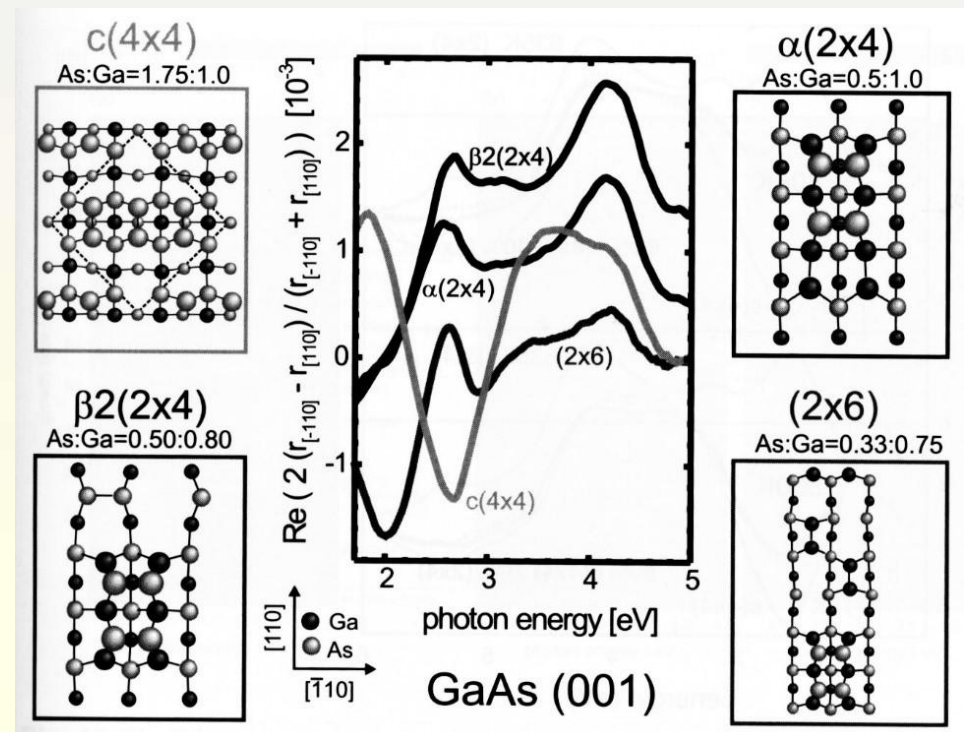 c(4x4)
As:Ga=1.75:1.0
α(2x4)
As:Ga=0.5:1.0
β2(2x4)
As:Ga=0.50:0.80
(2x6)
As:Ga=0.33:0.75
Re ( 2 (r[-110] - r[110]) / (r[-110] + r[110]) ) [10-3]
2
1
0
-1
β2(2x4)
α(2x4)
(2x6)
c(4x4)
2 3 4 5
photon energy [eV]
[110]
Ga
As
[1̄10]
GaAs (001)